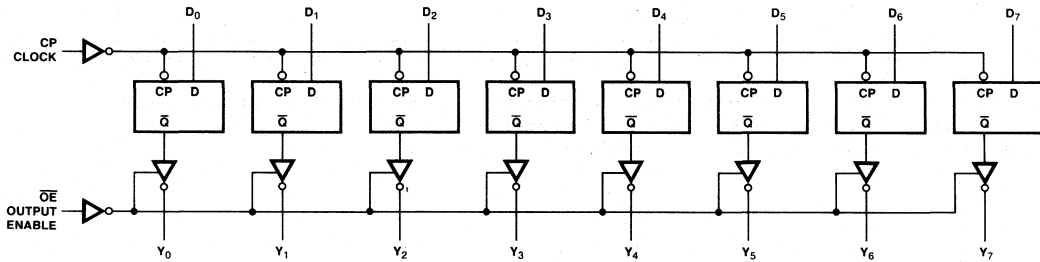 D0 D1 D2 D3 D4 D5 D6 D7
CP
CLOCK
CP D CP D CP D CP D CP D CP D CP D CP D
Q̅ Q̅ Q̅ Q̅ Q̅ Q̅ Q̅ Q̅
O̅E̅
OUTPUT
ENABLE
Y0 Y1 Y2 Y3 Y4 Y5 Y6 Y7